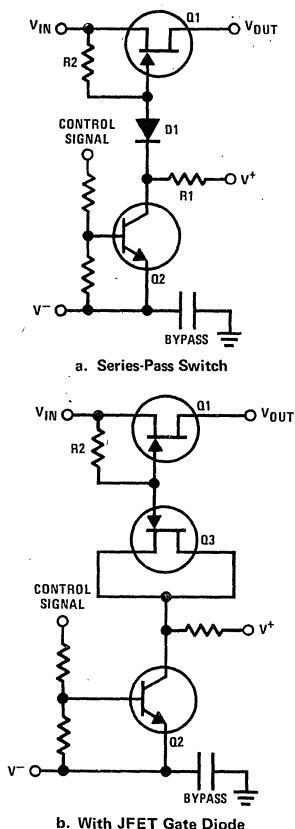 Q1
VIN
VOUT
R2
CONTROL
SIGNAL
D1
R1
V+
Q2
V−
BYPASS
a. Series-Pass Switch
Q1
VIN
VOUT
R2
Q3
CONTROL
SIGNAL
V+
Q2
V−
BYPASS
b. With JFET Gate Diode